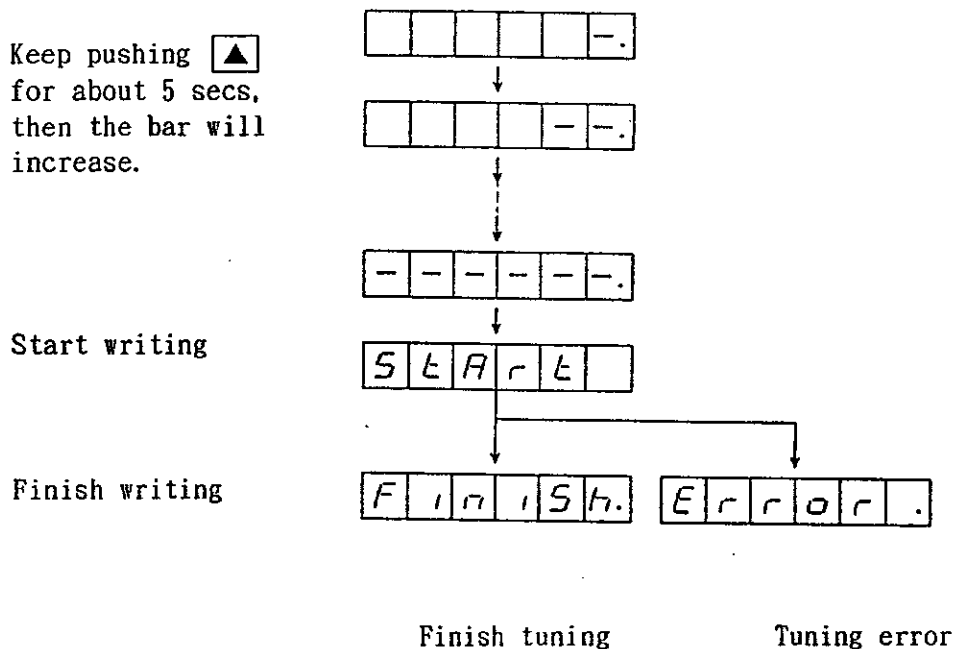 -.
Keep pushing ▲
for about 5 secs,
- -.
then the bar will
increase.
- - - - - -.
Start writing
StArt
Finish writing
FiniSh. Error .
Finish tuning Tuning error